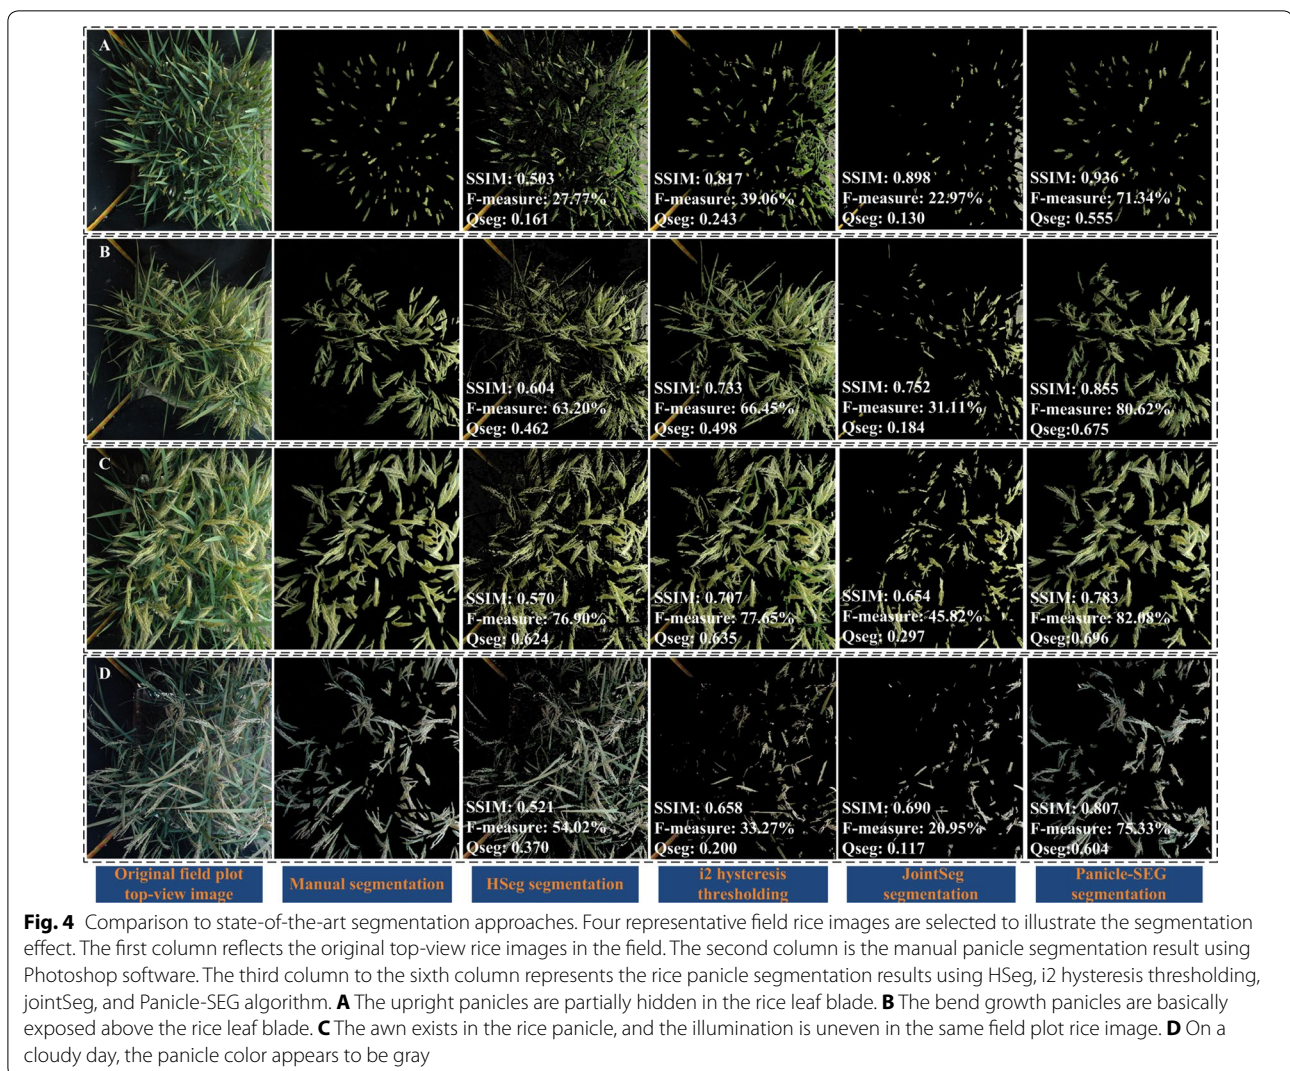 A
SSIM: 0.503
F-measure: 27.77%
Qseg: 0.161
SSIM: 0.817
F-measure: 39.06%
Qseg: 0.243
SSIM: 0.898
F-measure: 22.97%
Qseg: 0.130
SSIM: 0.936
F-measure: 71.34%
Qseg: 0.555
B
SSIM: 0.604
F-measure: 63.20%
Qseg: 0.462
SSIM: 0.733
F-measure: 66.45%
Qseg: 0.498
SSIM: 0.752
F-measure: 31.11%
Qseg: 0.184
SSIM: 0.855
F-measure: 80.62%
Qseg:0.675
C
SSIM: 0.570
F-measure: 76.90%
Qseg: 0.624
SSIM: 0.707
F-measure: 77.65%
Qseg: 0.635
SSIM: 0.654
F-measure: 45.82%
Qseg: 0.297
SSIM: 0.783
F-measure: 82.08%
Qseg:0.696
D
SSIM: 0.521
F-measure: 54.02%
Qseg: 0.370
SSIM: 0.658
F-measure: 33.27%
Qseg: 0.200
SSIM: 0.690
F-measure: 20.95%
Qseg: 0.117
SSIM: 0.807
F-measure: 75.33%
Qseg:0.604
Original field plot
top-view image
Manual segmentation
HSeg segmentation
i2 hysteresis
thresholding
JointSeg
segmentation
Panicle-SEG
segmentation
Fig. 4 Comparison to state-of-the-art segmentation approaches. Four representative field rice images are selected to illustrate the segmentation
effect. The first column reflects the original top-view rice images in the field. The second column is the manual panicle segmentation result using
Photoshop software. The third column to the sixth column represents the rice panicle segmentation results using HSeg, i2 hysteresis thresholding,
jointSeg, and Panicle-SEG algorithm. A The upright panicles are partially hidden in the rice leaf blade. B The bend growth panicles are basically
exposed above the rice leaf blade. C The awn exists in the rice panicle, and the illumination is uneven in the same field plot rice image. D On a
cloudy day, the panicle color appears to be gray